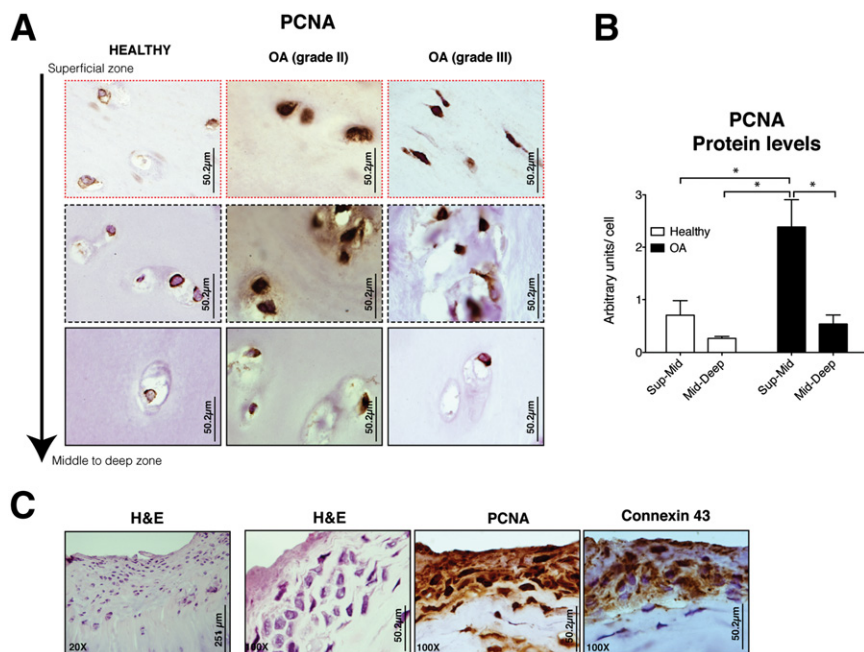 A
PCNA
HEALTHY
OA (grade II)
OA (grade III)
Superficial zone
50.2µm
50.2µm
50.2µm
50.2µm
50.2µm
50.2µm
50.2µm
50.2µm
50.2µm
Middle to deep zone
B
PCNA
Protein levels
* 
* *
Arbitrary units/ cell
3
2
1
0
Healthy
OA
Sup-Mid
Mid-Deep
Sup-Mid
Mid-Deep
C
H&E
H&E
PCNA
Connexin 43
20X
251 µm
100X
50.2µm
100X
50.2µm
100X
50.2µm